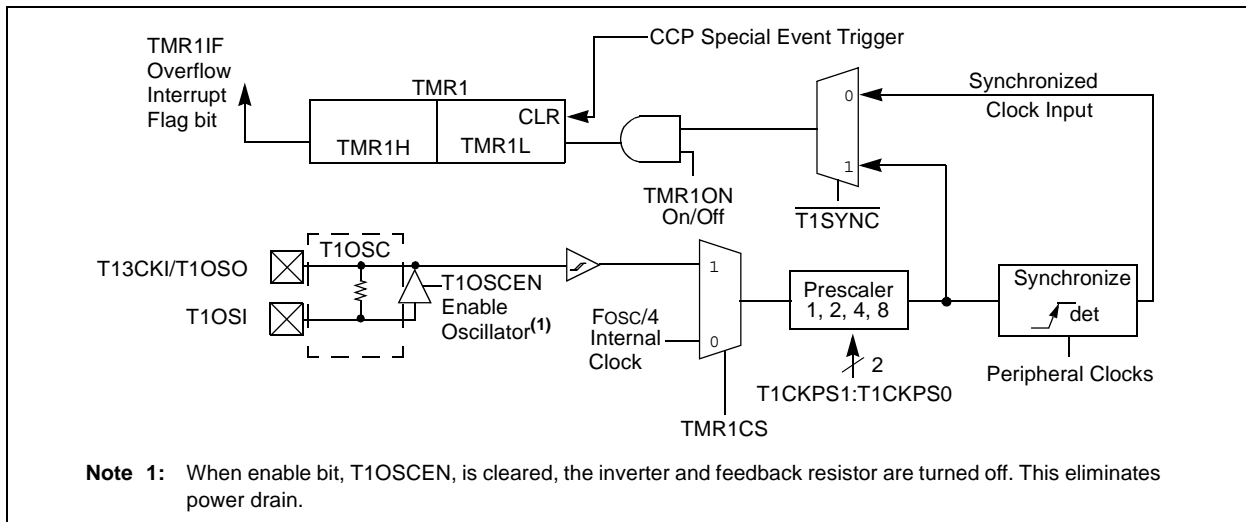 TMR1IF
Overflow
Interrupt
Flag bit
TMR1
CCP Special Event Trigger
CLR
TMR1H
TMR1L
TMR1ON
On/Off
0
1
T1SYNC
Synchronized
Clock Input
T1OSC
T13CKI/T1OSO
T1OSI
T1OSCEN
Enable
Oscillator(1)
FOSC/4
Internal
Clock
1
0
TMR1CS
Prescaler
1, 2, 4, 8
2
T1CKPS1:T1CKPS0
Synchronize
det
Peripheral Clocks
Note 1: When enable bit, T1OSCEN, is cleared, the inverter and feedback resistor are turned off. This eliminates
power drain.